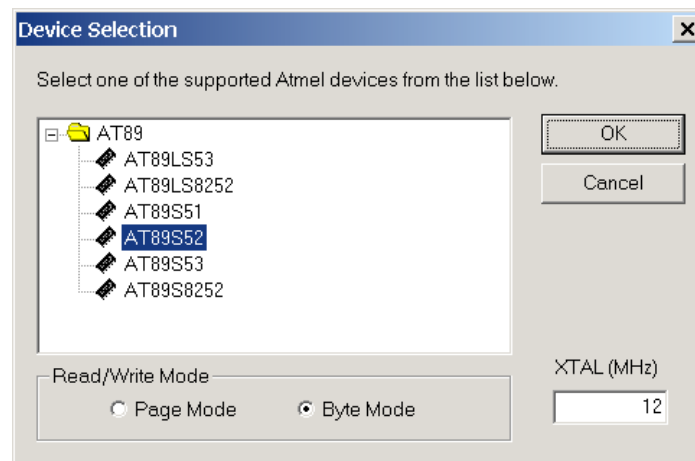 Device Selection
Select one of the supported Atmel devices from the list below.
AT89
AT89LS53
AT89LS8252
AT89S51
AT89S52
AT89S53
AT89S8252
OK
Cancel
Read/Write Mode
Page Mode
Byte Mode
XTAL (MHz)
12